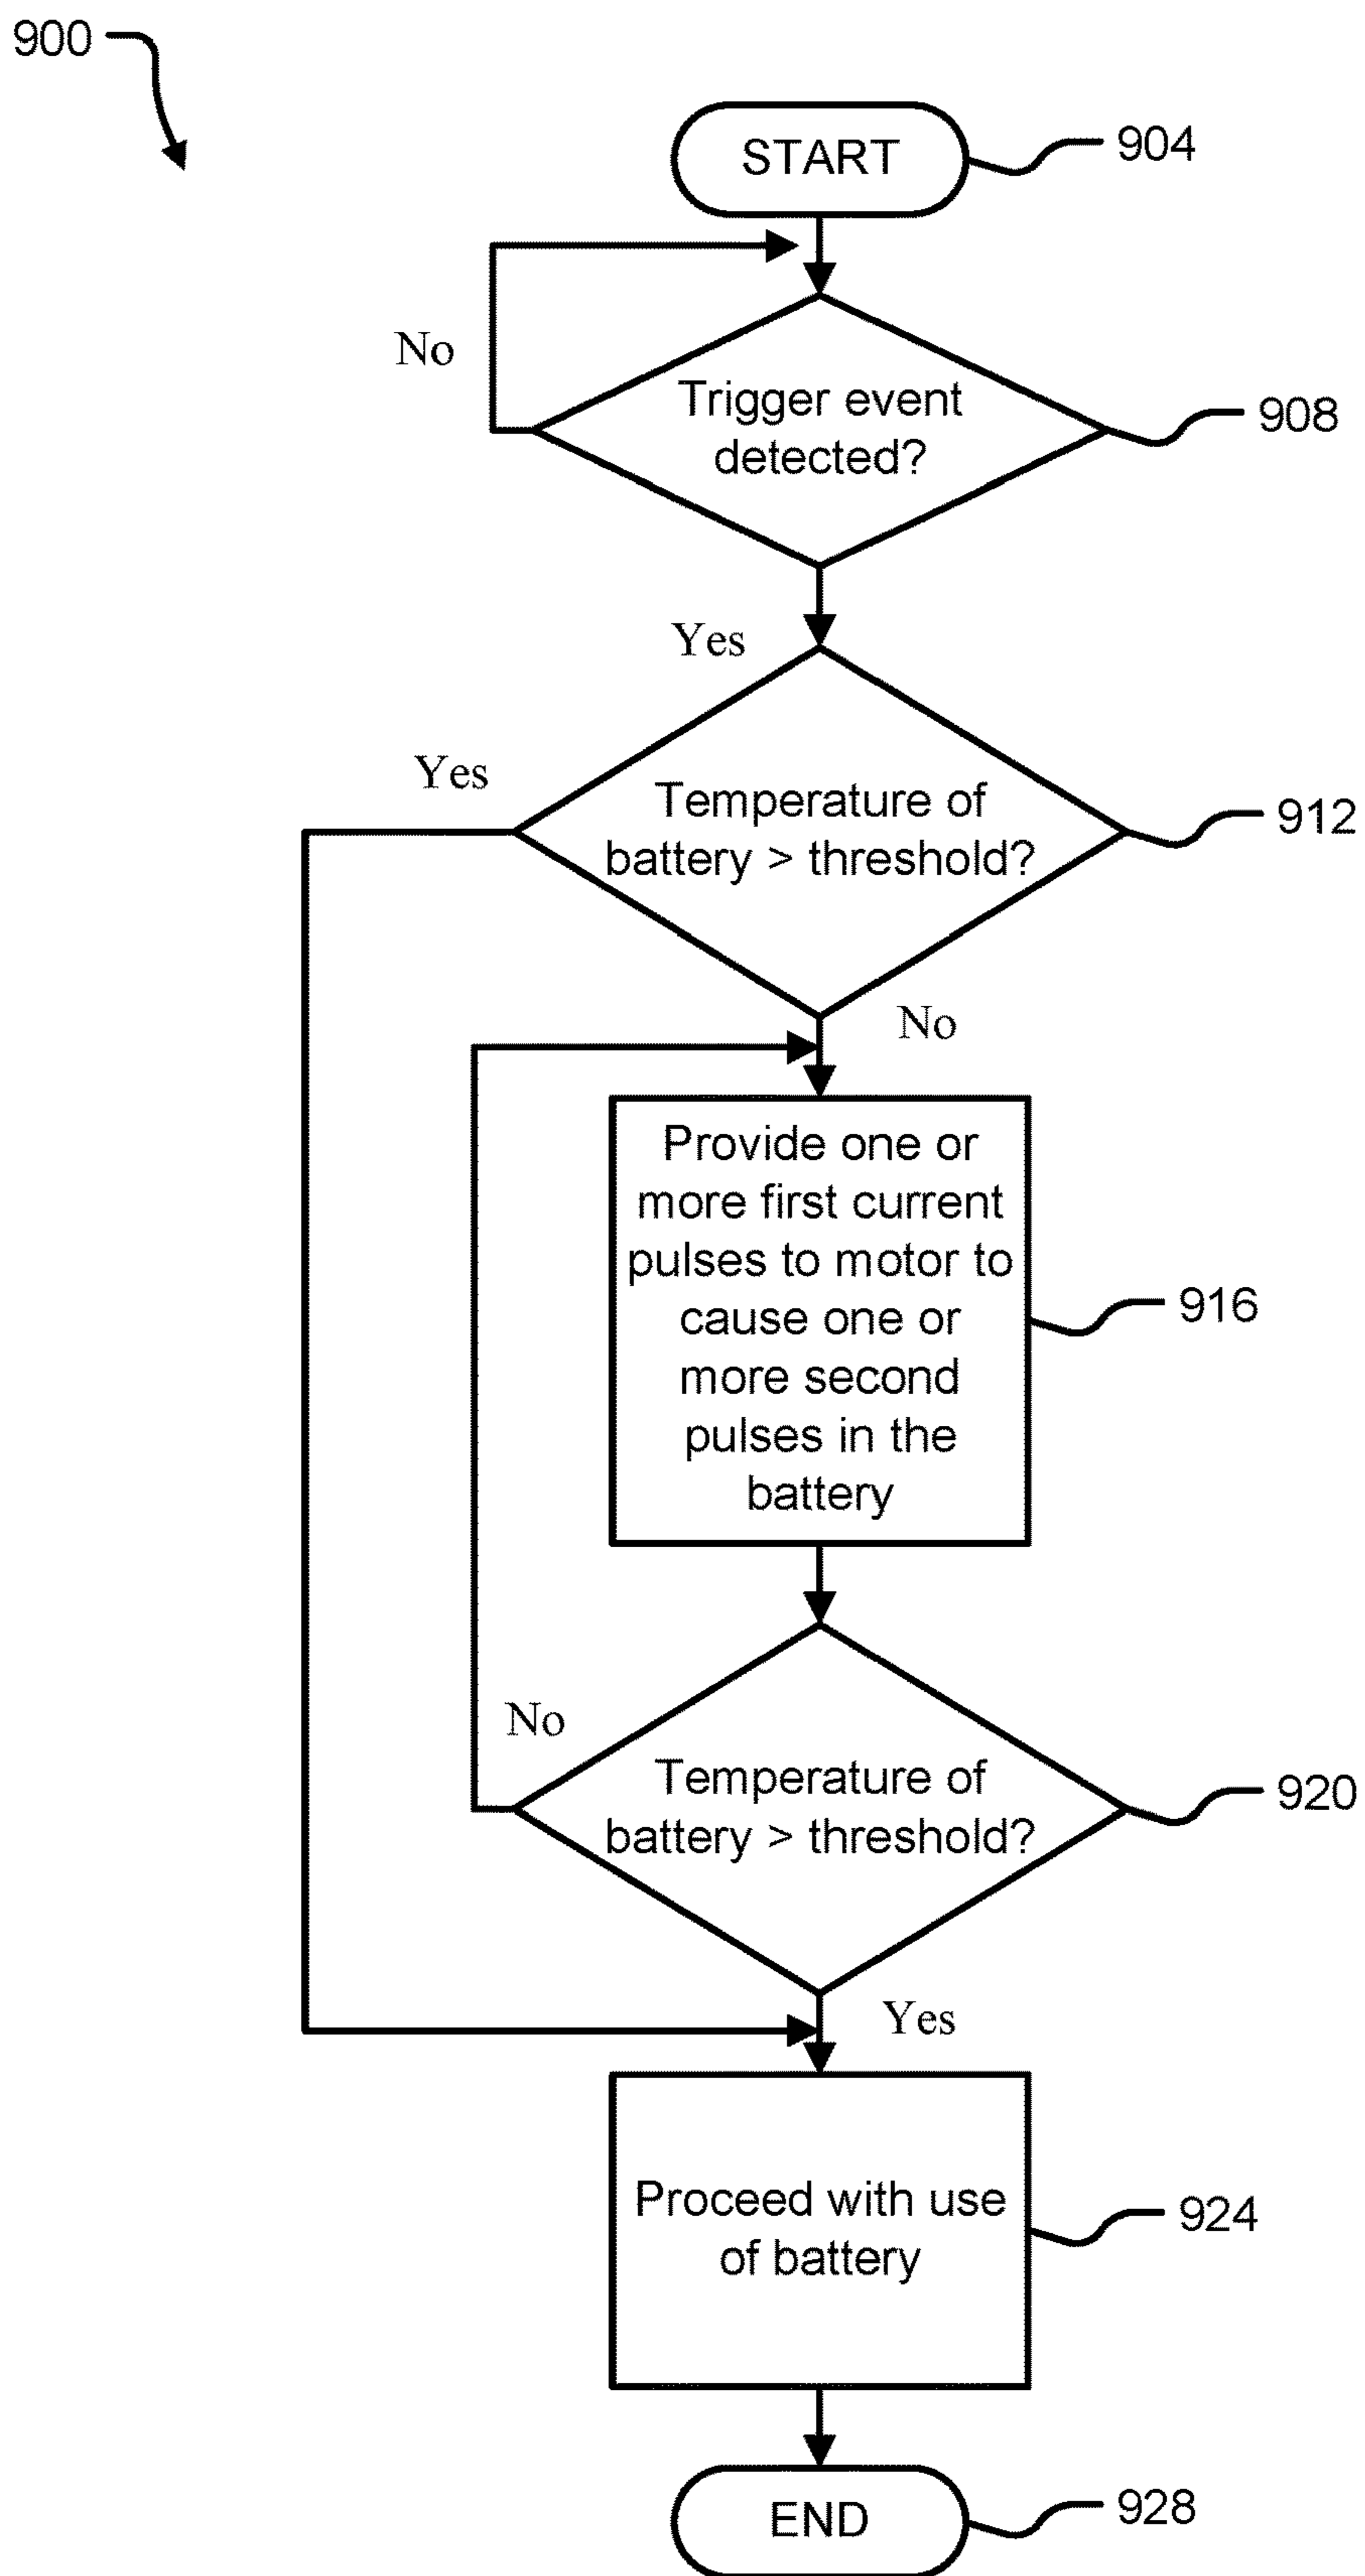 900
START
904
No
Trigger event
detected?
908
Yes
Yes
Temperature of
battery > threshold?
912
No
Provide one or
more first current
pulses to motor to
cause one or
more second
pulses in the
battery
916
No
Temperature of
battery > threshold?
920
Yes
Proceed with use
of battery
924
END
928